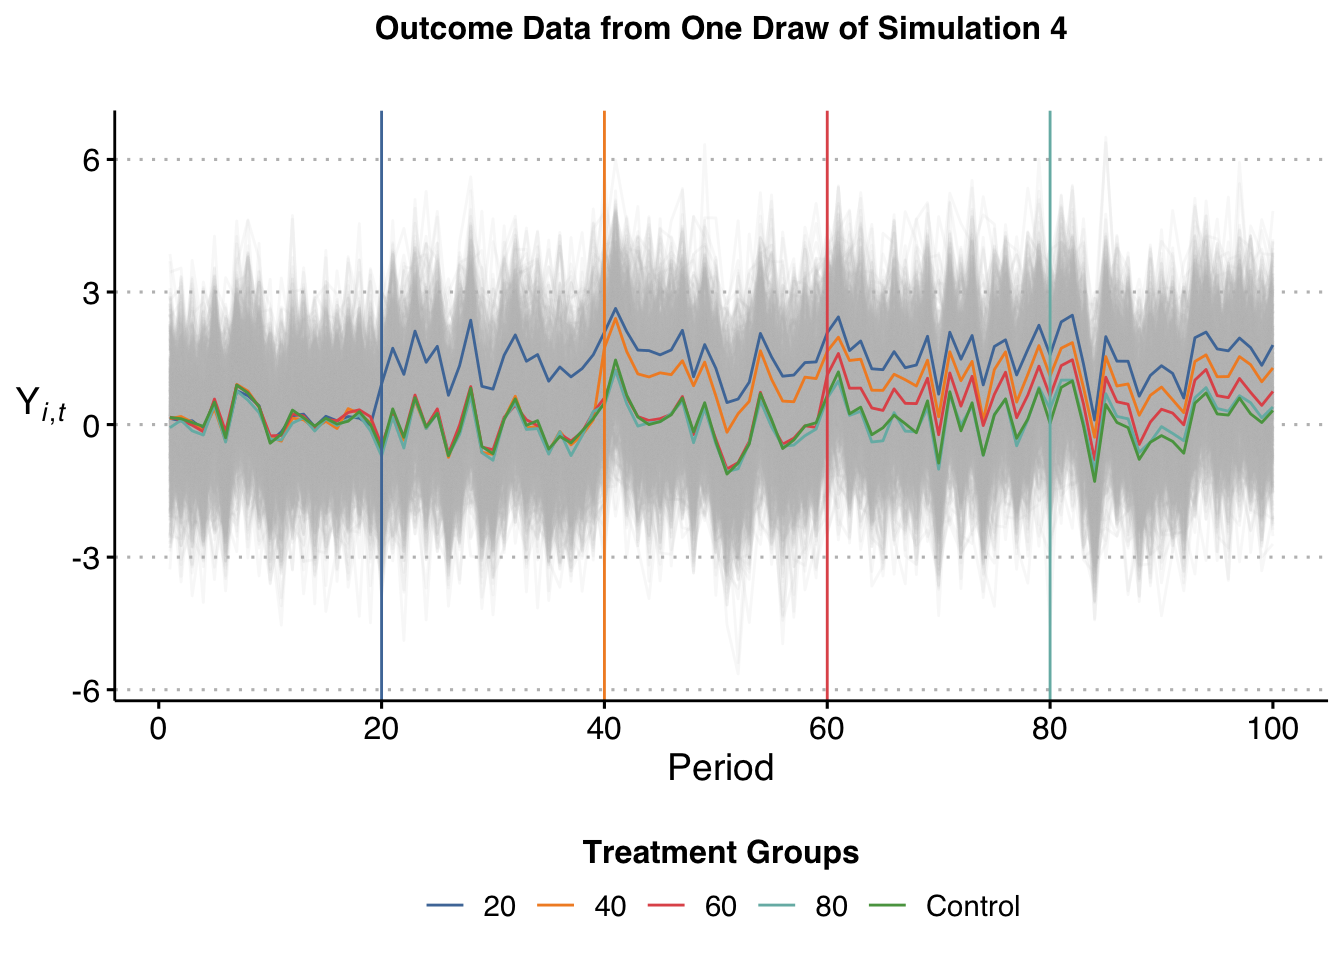 Outcome Data from One Draw of Simulation 4
6
3
0
-3
-6
Y i,t
0 20 40 60 80 100
Period
Treatment Groups
20 40 60 80 Control